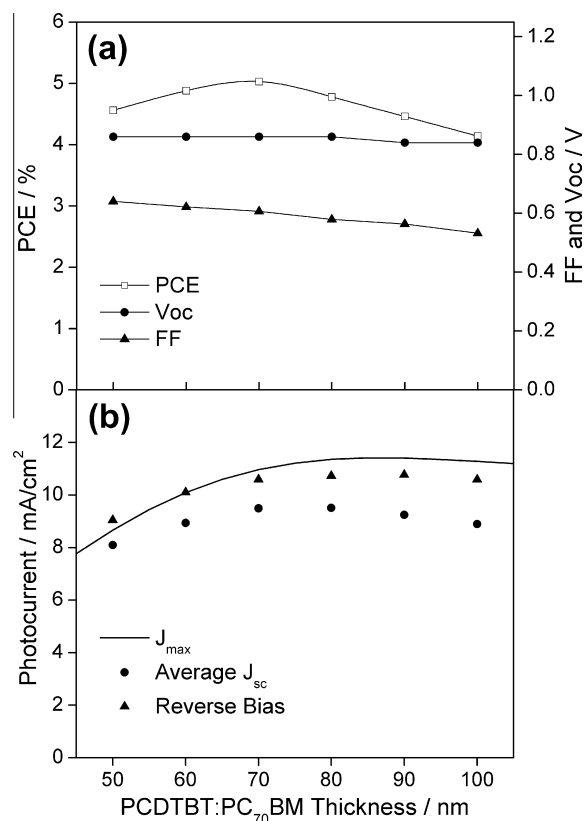 (a)
PCE / %
6
5
4
3
2
1
0
1.2
1.0
0.8
0.6
0.4
0.2
0.0
FF and Voc / V
PCE
Voc
FF
(b)
Photocurrent / mA/cm²
12
10
8
6
4
2
0
J_max
Average J_sc
Reverse Bias
50 60 70 80 90 100
PCDTBT:PC₇₀BM Thickness / nm